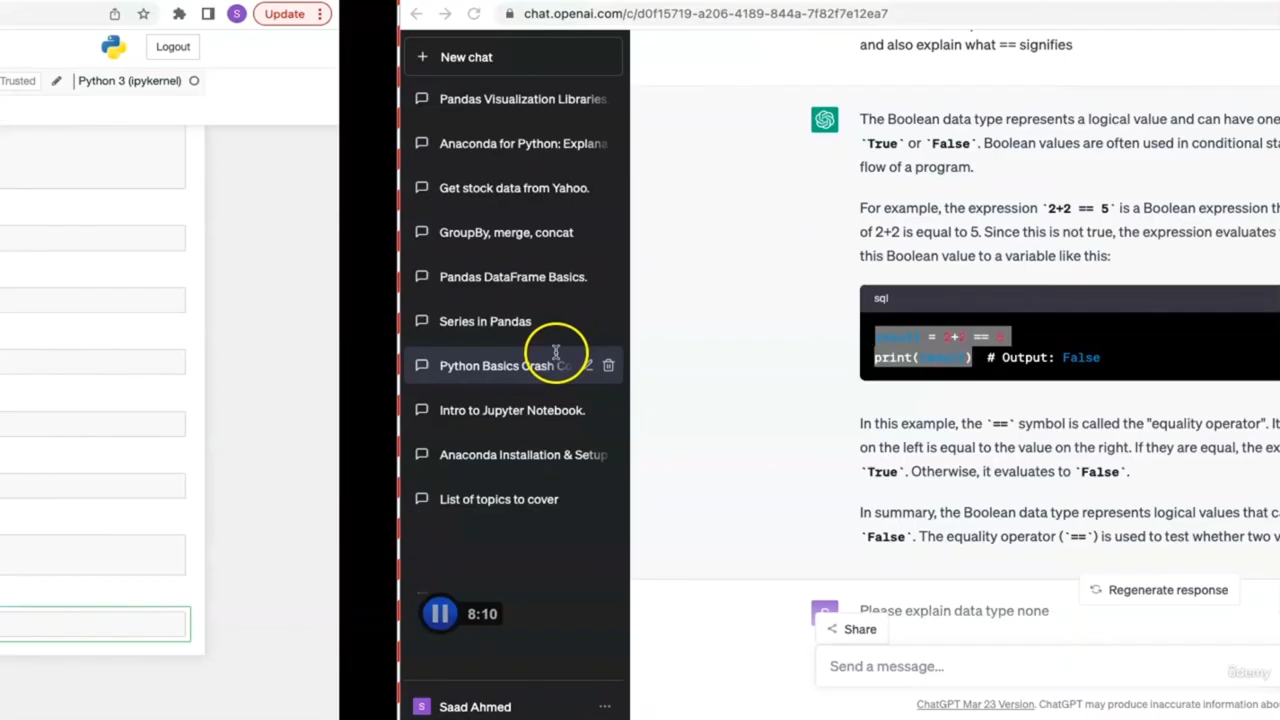 S
Update
Logout
Trusted
Python 3 (ipykernel)
chat.openai.com/c/d0f15719-a206-4189-844a-7f82f7e12ea7
New chat
Pandas Visualization Libraries
Anaconda for Python: Explana
Get stock data from Yahoo.
GroupBy, merge, concat
Pandas DataFrame Basics.
Series in Pandas
Python Basics Crash Co
Intro to Jupyter Notebook.
Anaconda Installation & Setup
List of topics to cover
8:10
S Saad Ahmed
and also explain what == signifies
The Boolean data type represents a logical value and can have one
`True` or `False`. Boolean values are often used in conditional sta
flow of a program.
For example, the expression `2+2 == 5` is a Boolean expression th
of 2+2 is equal to 5. Since this is not true, the expression evaluates
this Boolean value to a variable like this:
sql
result = 2+2 == 5
print(result) # Output: False
In this example, the `==` symbol is called the "equality operator". It
on the left is equal to the value on the right. If they are equal, the ex
`True`. Otherwise, it evaluates to `False`.
In summary, the Boolean data type represents logical values that ca
`False`. The equality operator (`==`) is used to test whether two v
Regenerate response
Please explain data type none
Share
Send a message...
ûdemy
ChatGPT Mar 23 Version. ChatGPT may produce inaccurate information abou